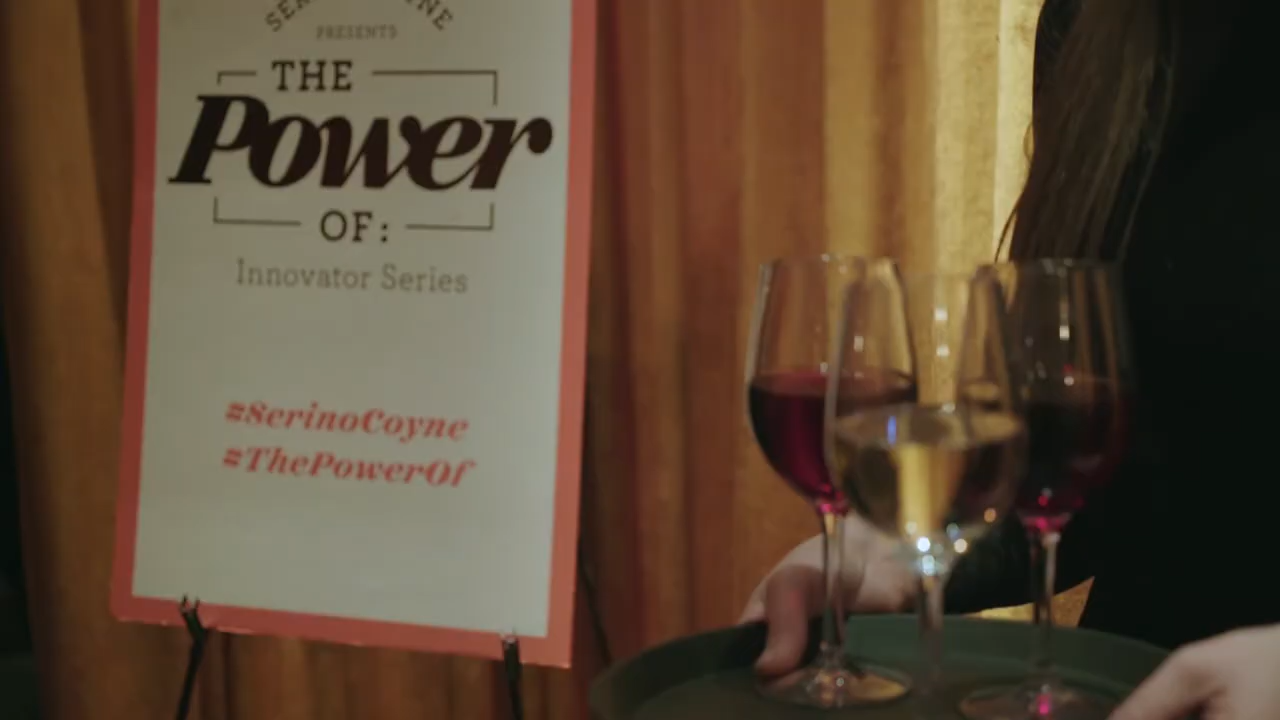 PRESENTS
THE
Power
OF:
Innovator Series
#SerinoCoyne
#ThePowerOf